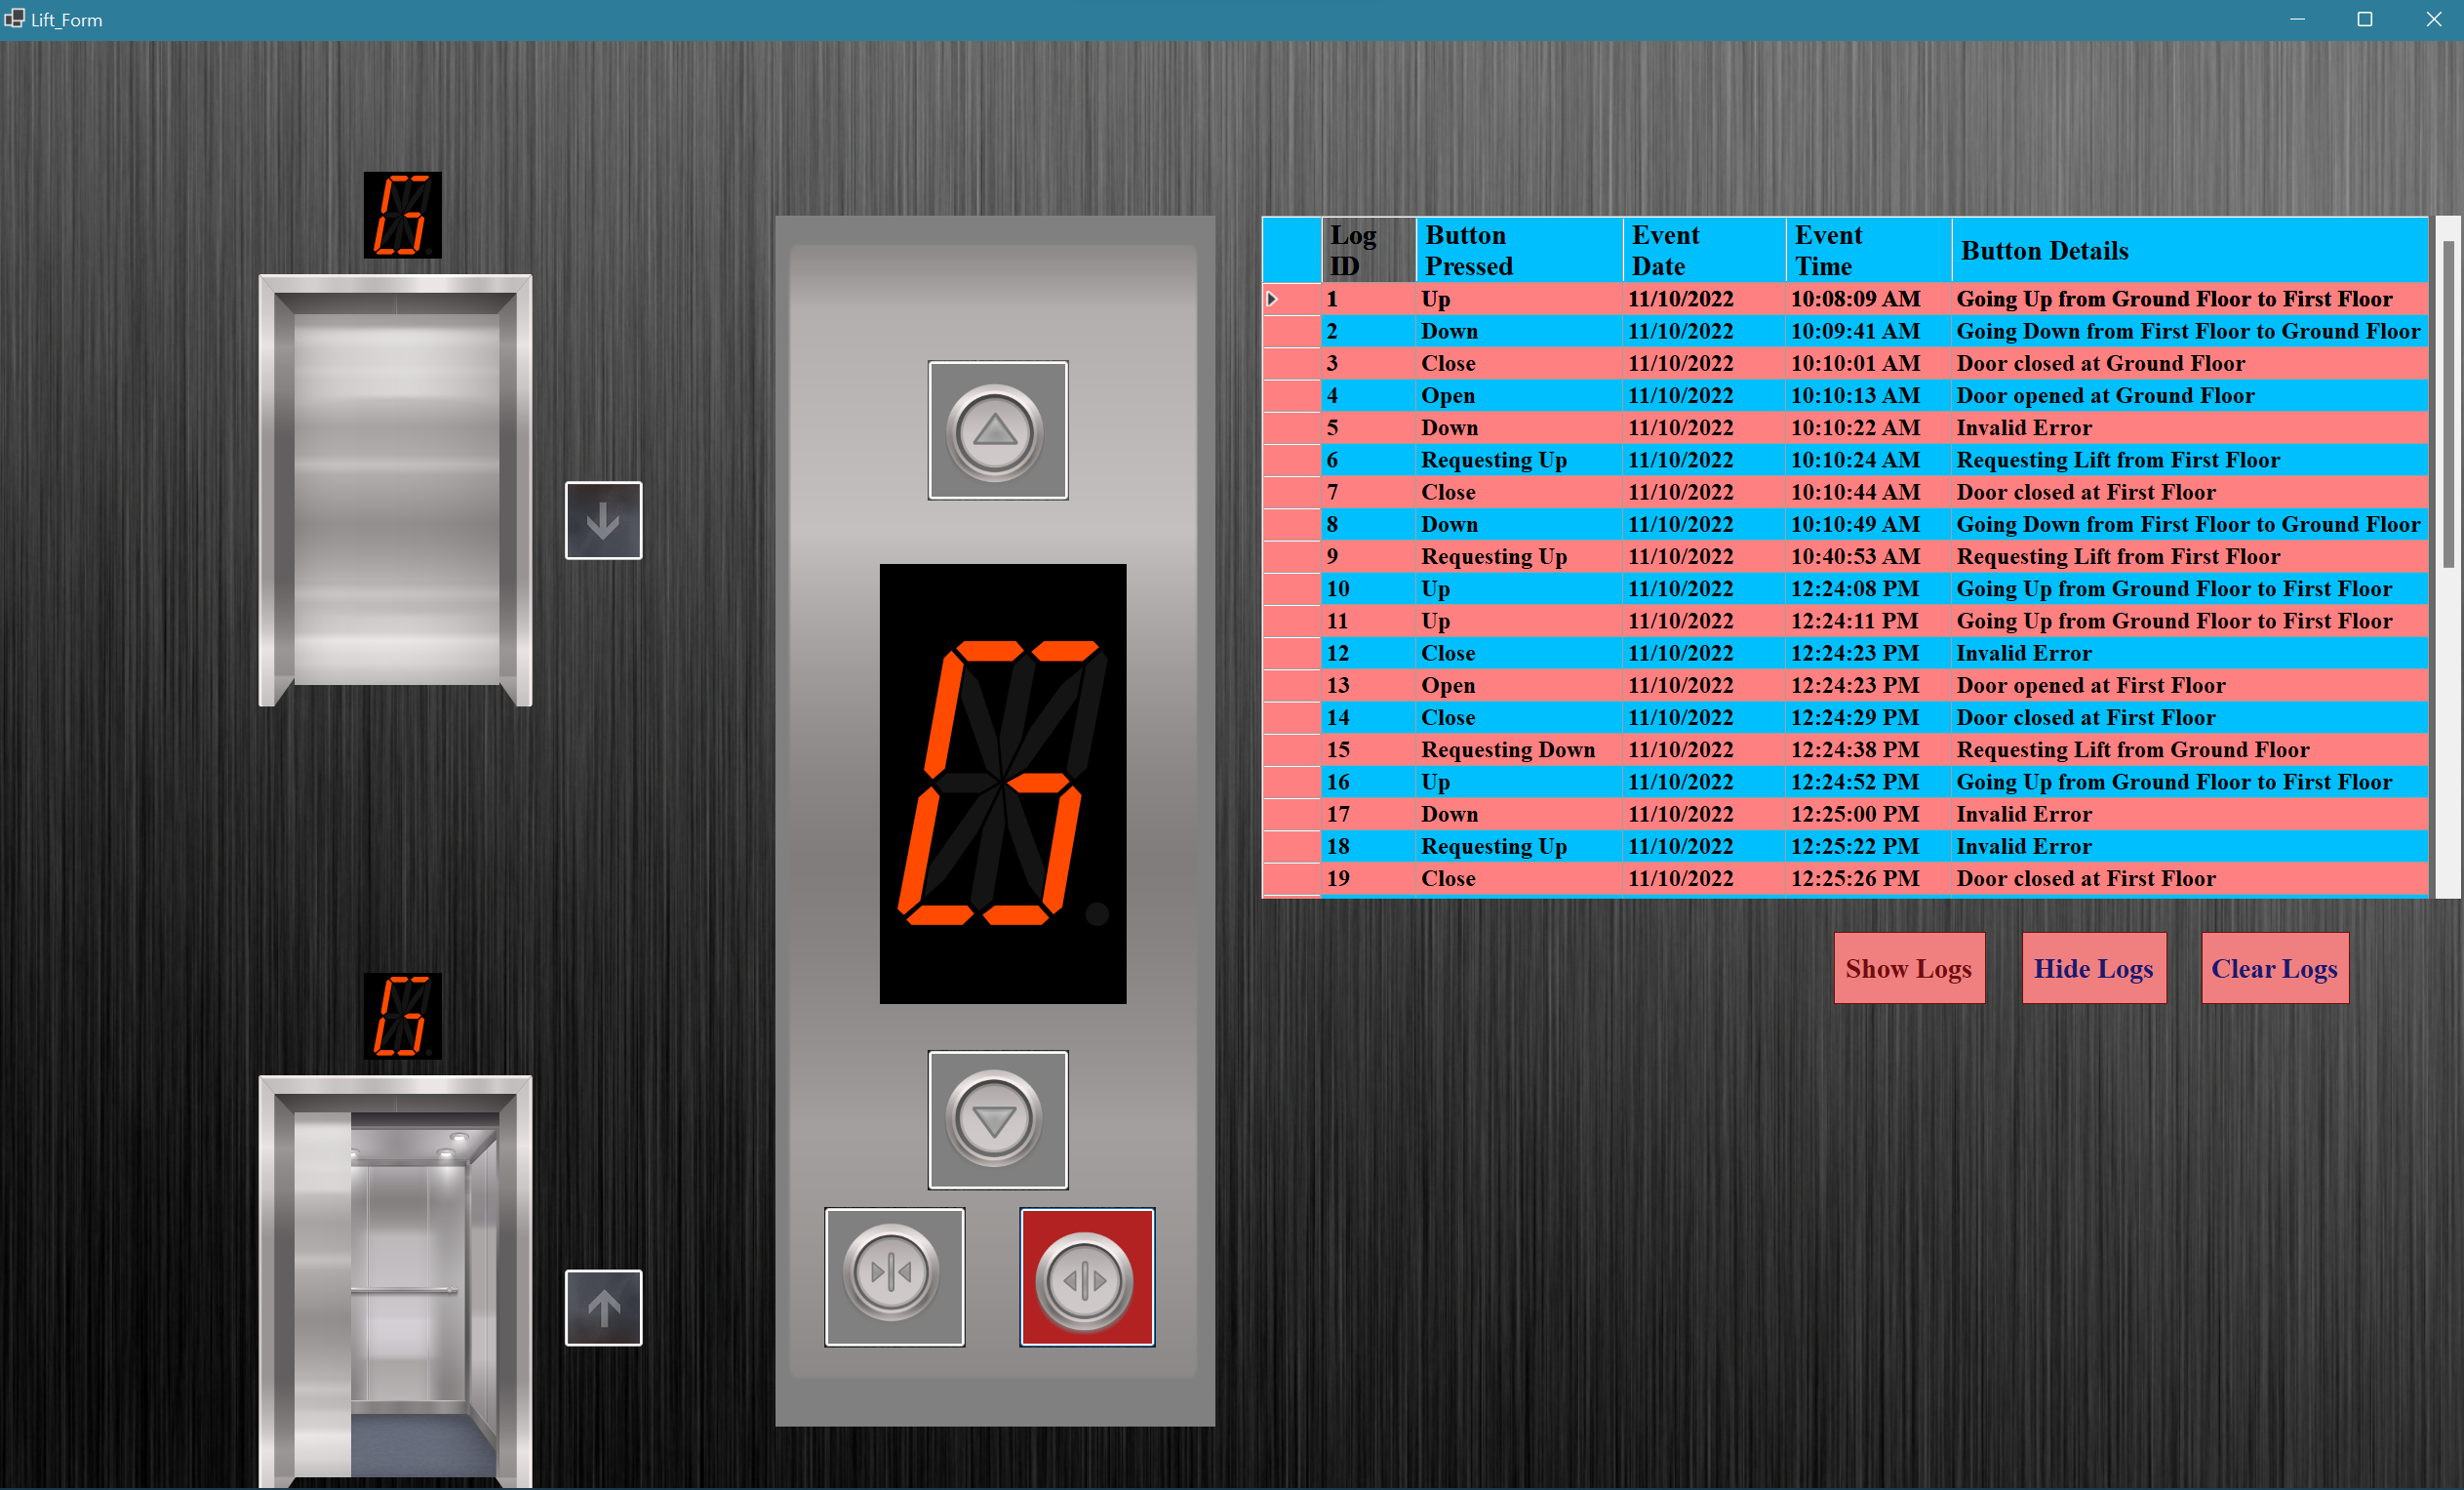 Lift_Form
G
G
G
Log ID Button Pressed Event Date Event Time Button Details
1 Up 11/10/2022 10:08:09 AM Going Up from Ground Floor to First Floor
2 Down 11/10/2022 10:09:41 AM Going Down from First Floor to Ground Floor
3 Close 11/10/2022 10:10:01 AM Door closed at Ground Floor
4 Open 11/10/2022 10:10:13 AM Door opened at Ground Floor
5 Down 11/10/2022 10:10:22 AM Invalid Error
6 Requesting Up 11/10/2022 10:10:24 AM Requesting Lift from First Floor
7 Close 11/10/2022 10:10:44 AM Door closed at First Floor
8 Down 11/10/2022 10:10:49 AM Going Down from First Floor to Ground Floor
9 Requesting Up 11/10/2022 10:40:53 AM Requesting Lift from First Floor
10 Up 11/10/2022 12:24:08 PM Going Up from Ground Floor to First Floor
11 Up 11/10/2022 12:24:11 PM Going Up from Ground Floor to First Floor
12 Close 11/10/2022 12:24:23 PM Invalid Error
13 Open 11/10/2022 12:24:23 PM Door opened at First Floor
14 Close 11/10/2022 12:24:29 PM Door closed at First Floor
15 Requesting Down 11/10/2022 12:24:38 PM Requesting Lift from Ground Floor
16 Up 11/10/2022 12:24:52 PM Going Up from Ground Floor to First Floor
17 Down 11/10/2022 12:25:00 PM Invalid Error
18 Requesting Up 11/10/2022 12:25:22 PM Invalid Error
19 Close 11/10/2022 12:25:26 PM Door closed at First Floor
Show Logs Hide Logs Clear Logs